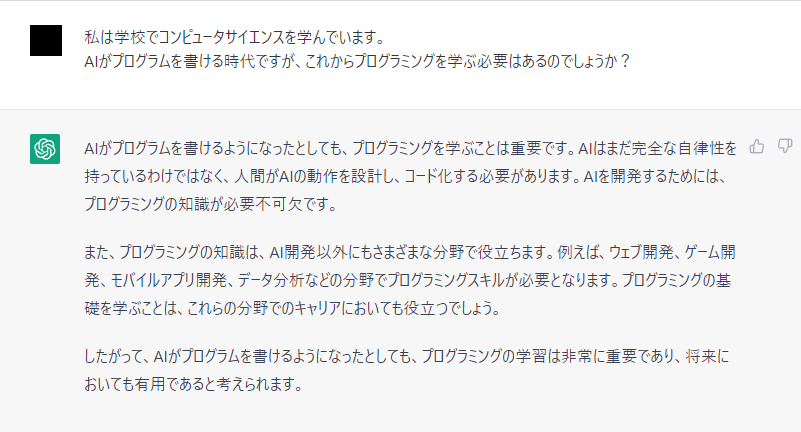 私は学校でコンピュータサイエンスを学んでいます。
AIがプログラムを書ける時代ですが、これからプログラミングを学ぶ必要はあるのでしょうか？
AIがプログラムを書けるようになったとしても、プログラミングを学ぶことは重要です。AIはまだ完全な自律性を
持っているわけではなく、人間がAIの動作を設計し、コード化する必要があります。AIを開発するためには、
プログラミングの知識が必要不可欠です。
また、プログラミングの知識は、AI開発以外にもさまざまな分野で役立ちます。例えば、ウェブ開発、ゲーム開
発、モバイルアプリ開発、データ分析などの分野でプログラミングスキルが必要となります。プログラミングの基
礎を学ぶことは、これらの分野でのキャリアにおいても役立つでしょう。
したがって、AIがプログラムを書けるようになったとしても、プログラミングの学習は非常に重要であり、将来に
おいても有用であると考えられます。